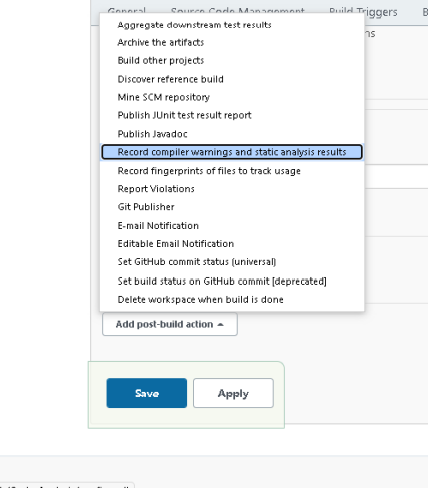 General Source Code Management Build Triggers B
ns
Aggregate downstream test results
Archive the artifacts
Build other projects
Discover reference build
Mine SCM repository
Publish JUnit test result report
Publish Javadoc
Record compiler warnings and static analysis results
Record fingerprints of files to track usage
Report Violations
Git Publisher
E-mail Notification
Editable Email Notification
Set GitHub commit status (universal)
Set build status on GitHub commit [deprecated]
Delete workspace when build is done
Add post-build action
Save Apply